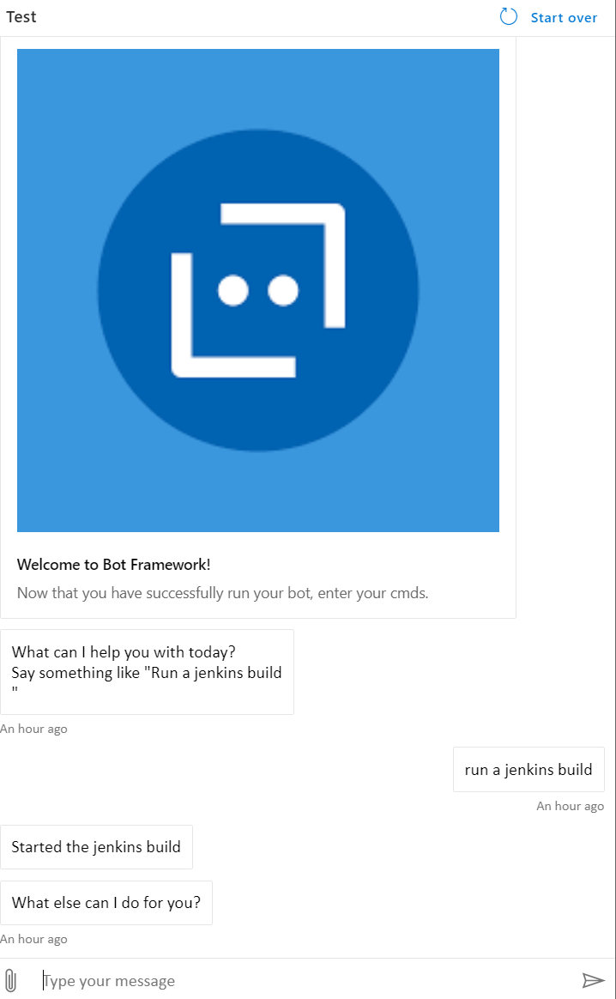 Test
Start over
Welcome to Bot Framework!
Now that you have successfully run your bot, enter your cmds.
What can I help you with today?
Say something like "Run a jenkins build
"
An hour ago
run a jenkins build
An hour ago
Started the jenkins build
What else can I do for you?
An hour ago
Type your message